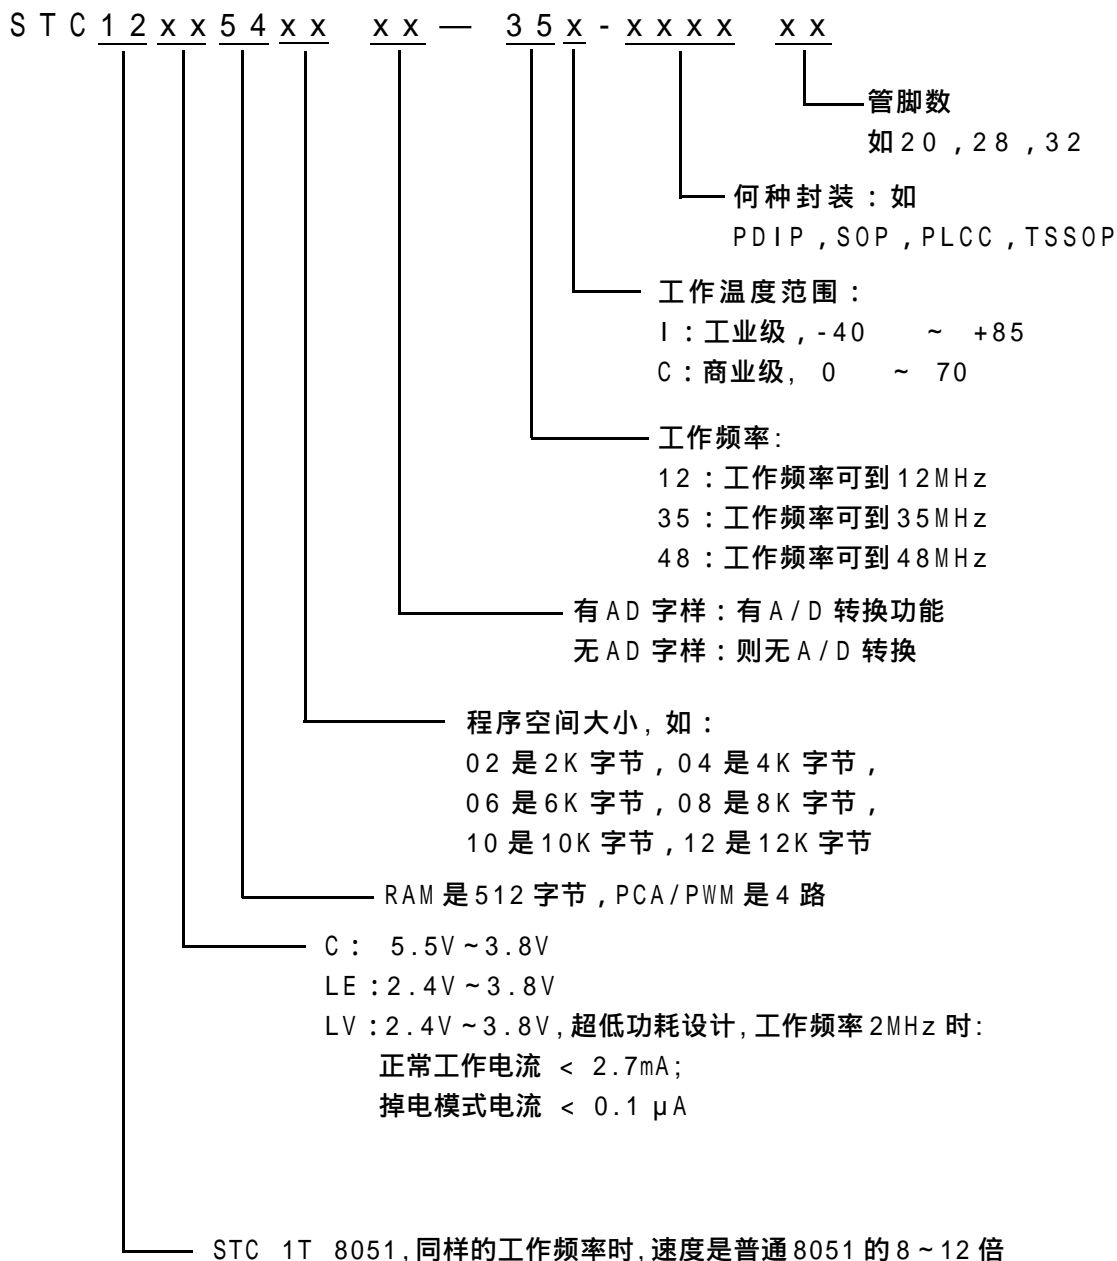 STC12xx54xx xx — 35x-xxxx xx
管脚数
如20,28,32
何种封装:如
PDIP,SOP,PLCC,TSSOP
工作温度范围:
I:工业级,-40 ~ +85
C:商业级, 0 ~ 70
工作频率:
12:工作频率可到12MHz
35:工作频率可到35MHz
48:工作频率可到48MHz
有AD字样:有A/D转换功能
无AD字样:则无A/D转换
程序空间大小,如:
02是2K字节,04是4K字节,
06是6K字节,08是8K字节,
10是10K字节,12是12K字节
RAM是512字节,PCA/PWM是4路
C: 5.5V~3.8V
LE:2.4V~3.8V
LV:2.4V~3.8V,超低功耗设计,工作频率2MHz时:
正常工作电流 < 2.7mA;
掉电模式电流 < 0.1μA
STC 1T 8051,同样的工作频率时,速度是普通8051的8~12倍